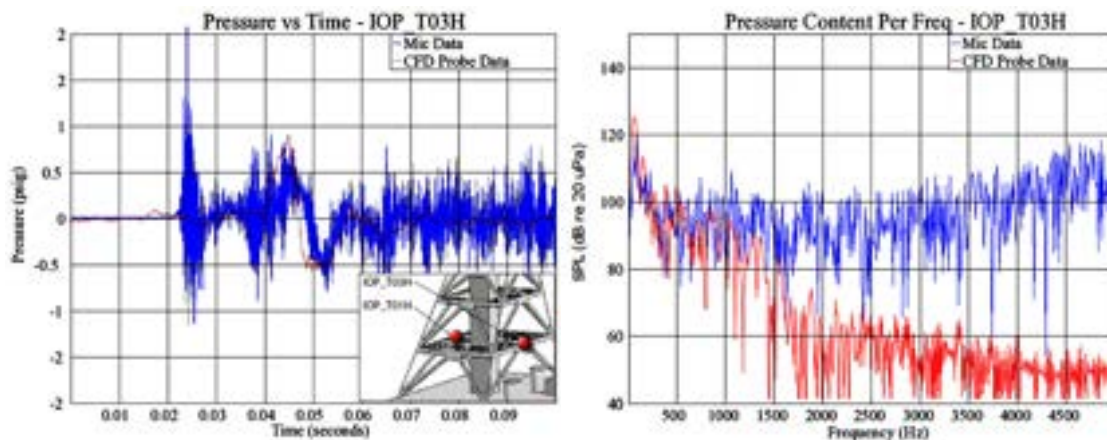 Pressure vs Time - IOP_T03H
Mic Data
CFD Probe Data
Pressure (psig)
2
2
1
0.5
0
-0.5
-1
-2
-2
IOP_T03H
IOP_T01H
0.01
0.02
0.03
0.04
0.05
0.06
0.07
0.08
0.09
Time (seconds)
Pressure Content Per Freq - IOP_T03H
Mic Data
CFD Probe Data
SPL (dB re 20 uPa)
140
120
100
80
60
40
500
1000
1500
2000
2500
3000
3500
4000
4500
Frequency (Hz)